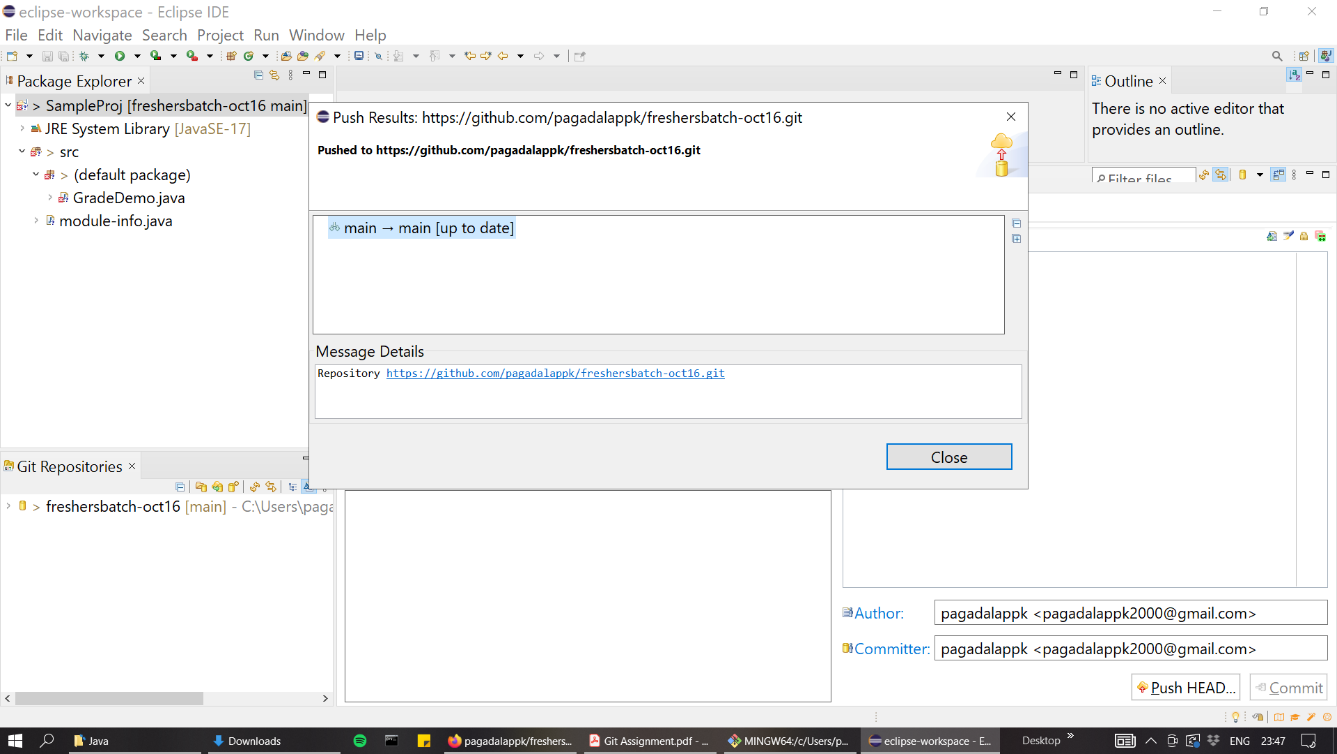 eclipse-workspace - Eclipse IDE
File Edit Navigate Search Project Run Window Help
Package Explorer
> SampleProj [freshersbatch-oct16 main]
JRE System Library [JavaSE-17]
> src
> (default package)
GradeDemo.java
module-info.java
Push Results: https://github.com/pagadalappk/freshersbatch-oct16.git
Pushed to https://github.com/pagadalappk/freshersbatch-oct16.git
main → main [up to date]
Message Details
Repository https://github.com/pagadalappk/freshersbatch-oct16.git
Close
Outline
There is no active editor that
provides an outline.
Filter files
Git Repositories
> freshersbatch-oct16 [main] - C:\Users\paga
Author: pagadalappk <pagadalappk2000@gmail.com>
Committer: pagadalappk <pagadalappk2000@gmail.com>
Push HEAD...
Commit
Java
Downloads
pagadalappk/freshers...
Git Assignment.pdf - ...
MINGW64:/c/Users/p...
eclipse-workspace - E...
Desktop
ENG
23:47